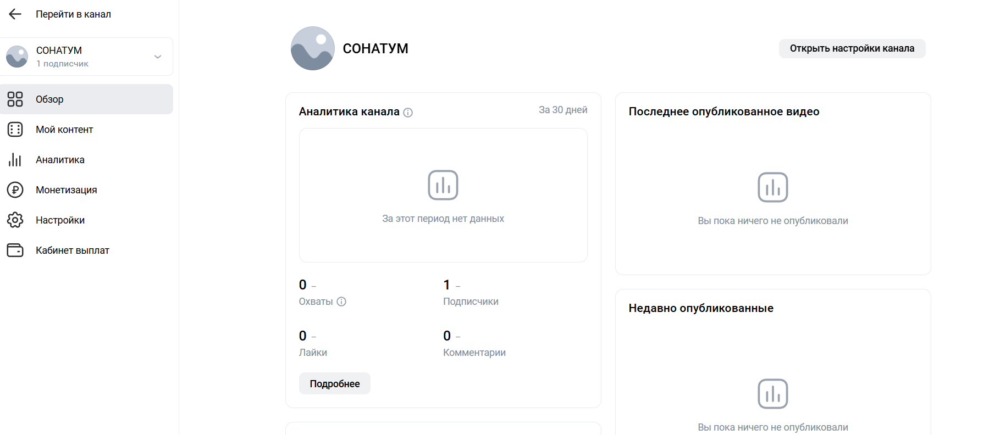 Перейти в канал
СОНАТУМ
1 подписчик
Обзор
Мой контент
Аналитика
Монетизация
Настройки
Кабинет выплат
СОНАТУМ
Открыть настройки канала
Аналитика канала
За 30 дней
За этот период нет данных
0 –
Охваты
1 –
Подписчики
0 –
Лайки
0 –
Комментарии
Подробнее
Последнее опубликованное видео
Вы пока ничего не опубликовали
Недавно опубликованные
Вы пока ничего не опубликовали